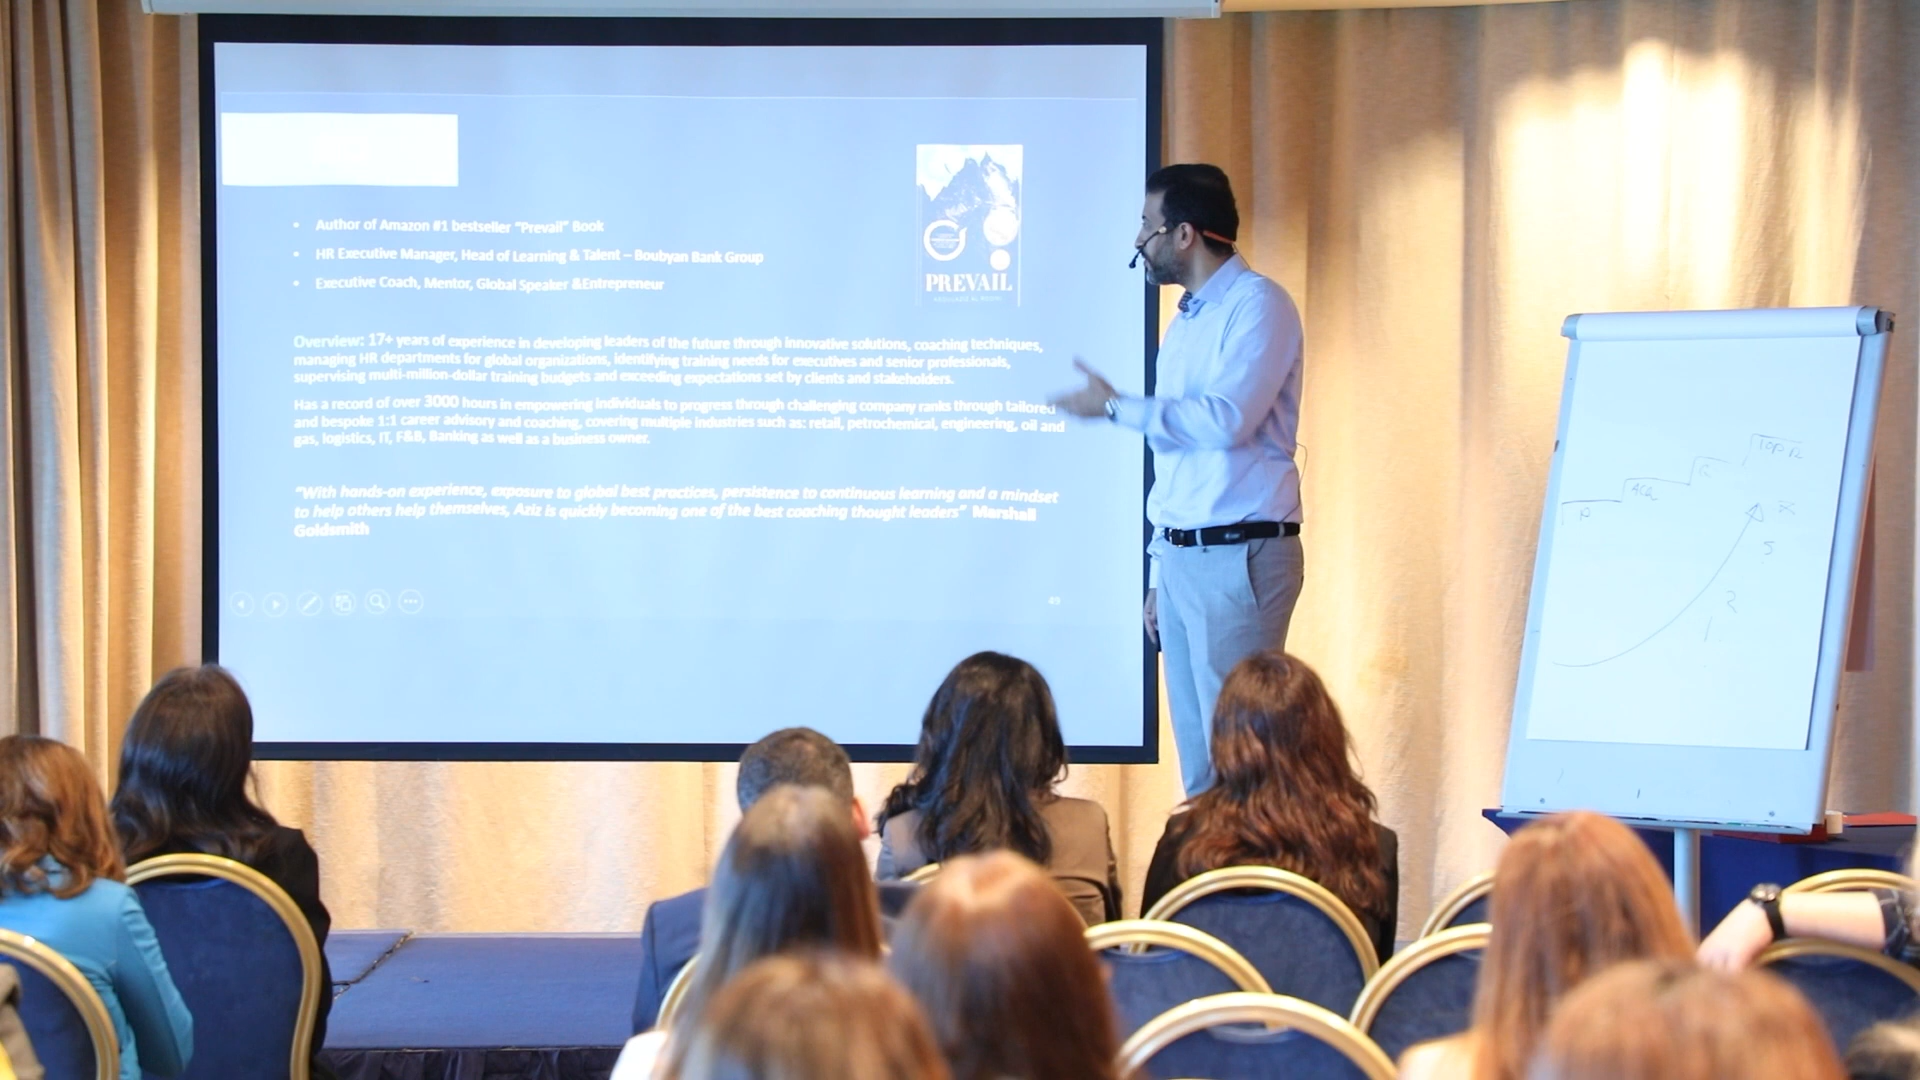 Author of Amazon #1 bestseller "Prevail" Book
HR Executive Manager, Head of Learning & Talent – Boubyan Bank Group
Executive Coach, Mentor, Global Speaker &Entrepreneur
PREVAIL
Overview: 17+ years of experience in developing leaders of the future through innovative solutions, coaching techniques,
managing HR departments for global organizations, identifying training needs for executives and senior professionals,
supervising multi-million-dollar training budgets and exceeding expectations set by clients and stakeholders.
Has a record of over 3000 hours in empowering individuals to progress through challenging company ranks through tailored
and bespoke 1:1 career advisory and coaching, covering multiple industries such as: retail, petrochemical, engineering, oil and
gas, logistics, IT, F&B, Banking as well as a business owner.
"With hands-on experience, exposure to global best practices, persistence to continuous learning and a mindset
to help others help themselves, Aziz is quickly becoming one of the best coaching thought leaders" Marshall
Goldsmith
49
TOP R
R
ACQ
R
5
2
1